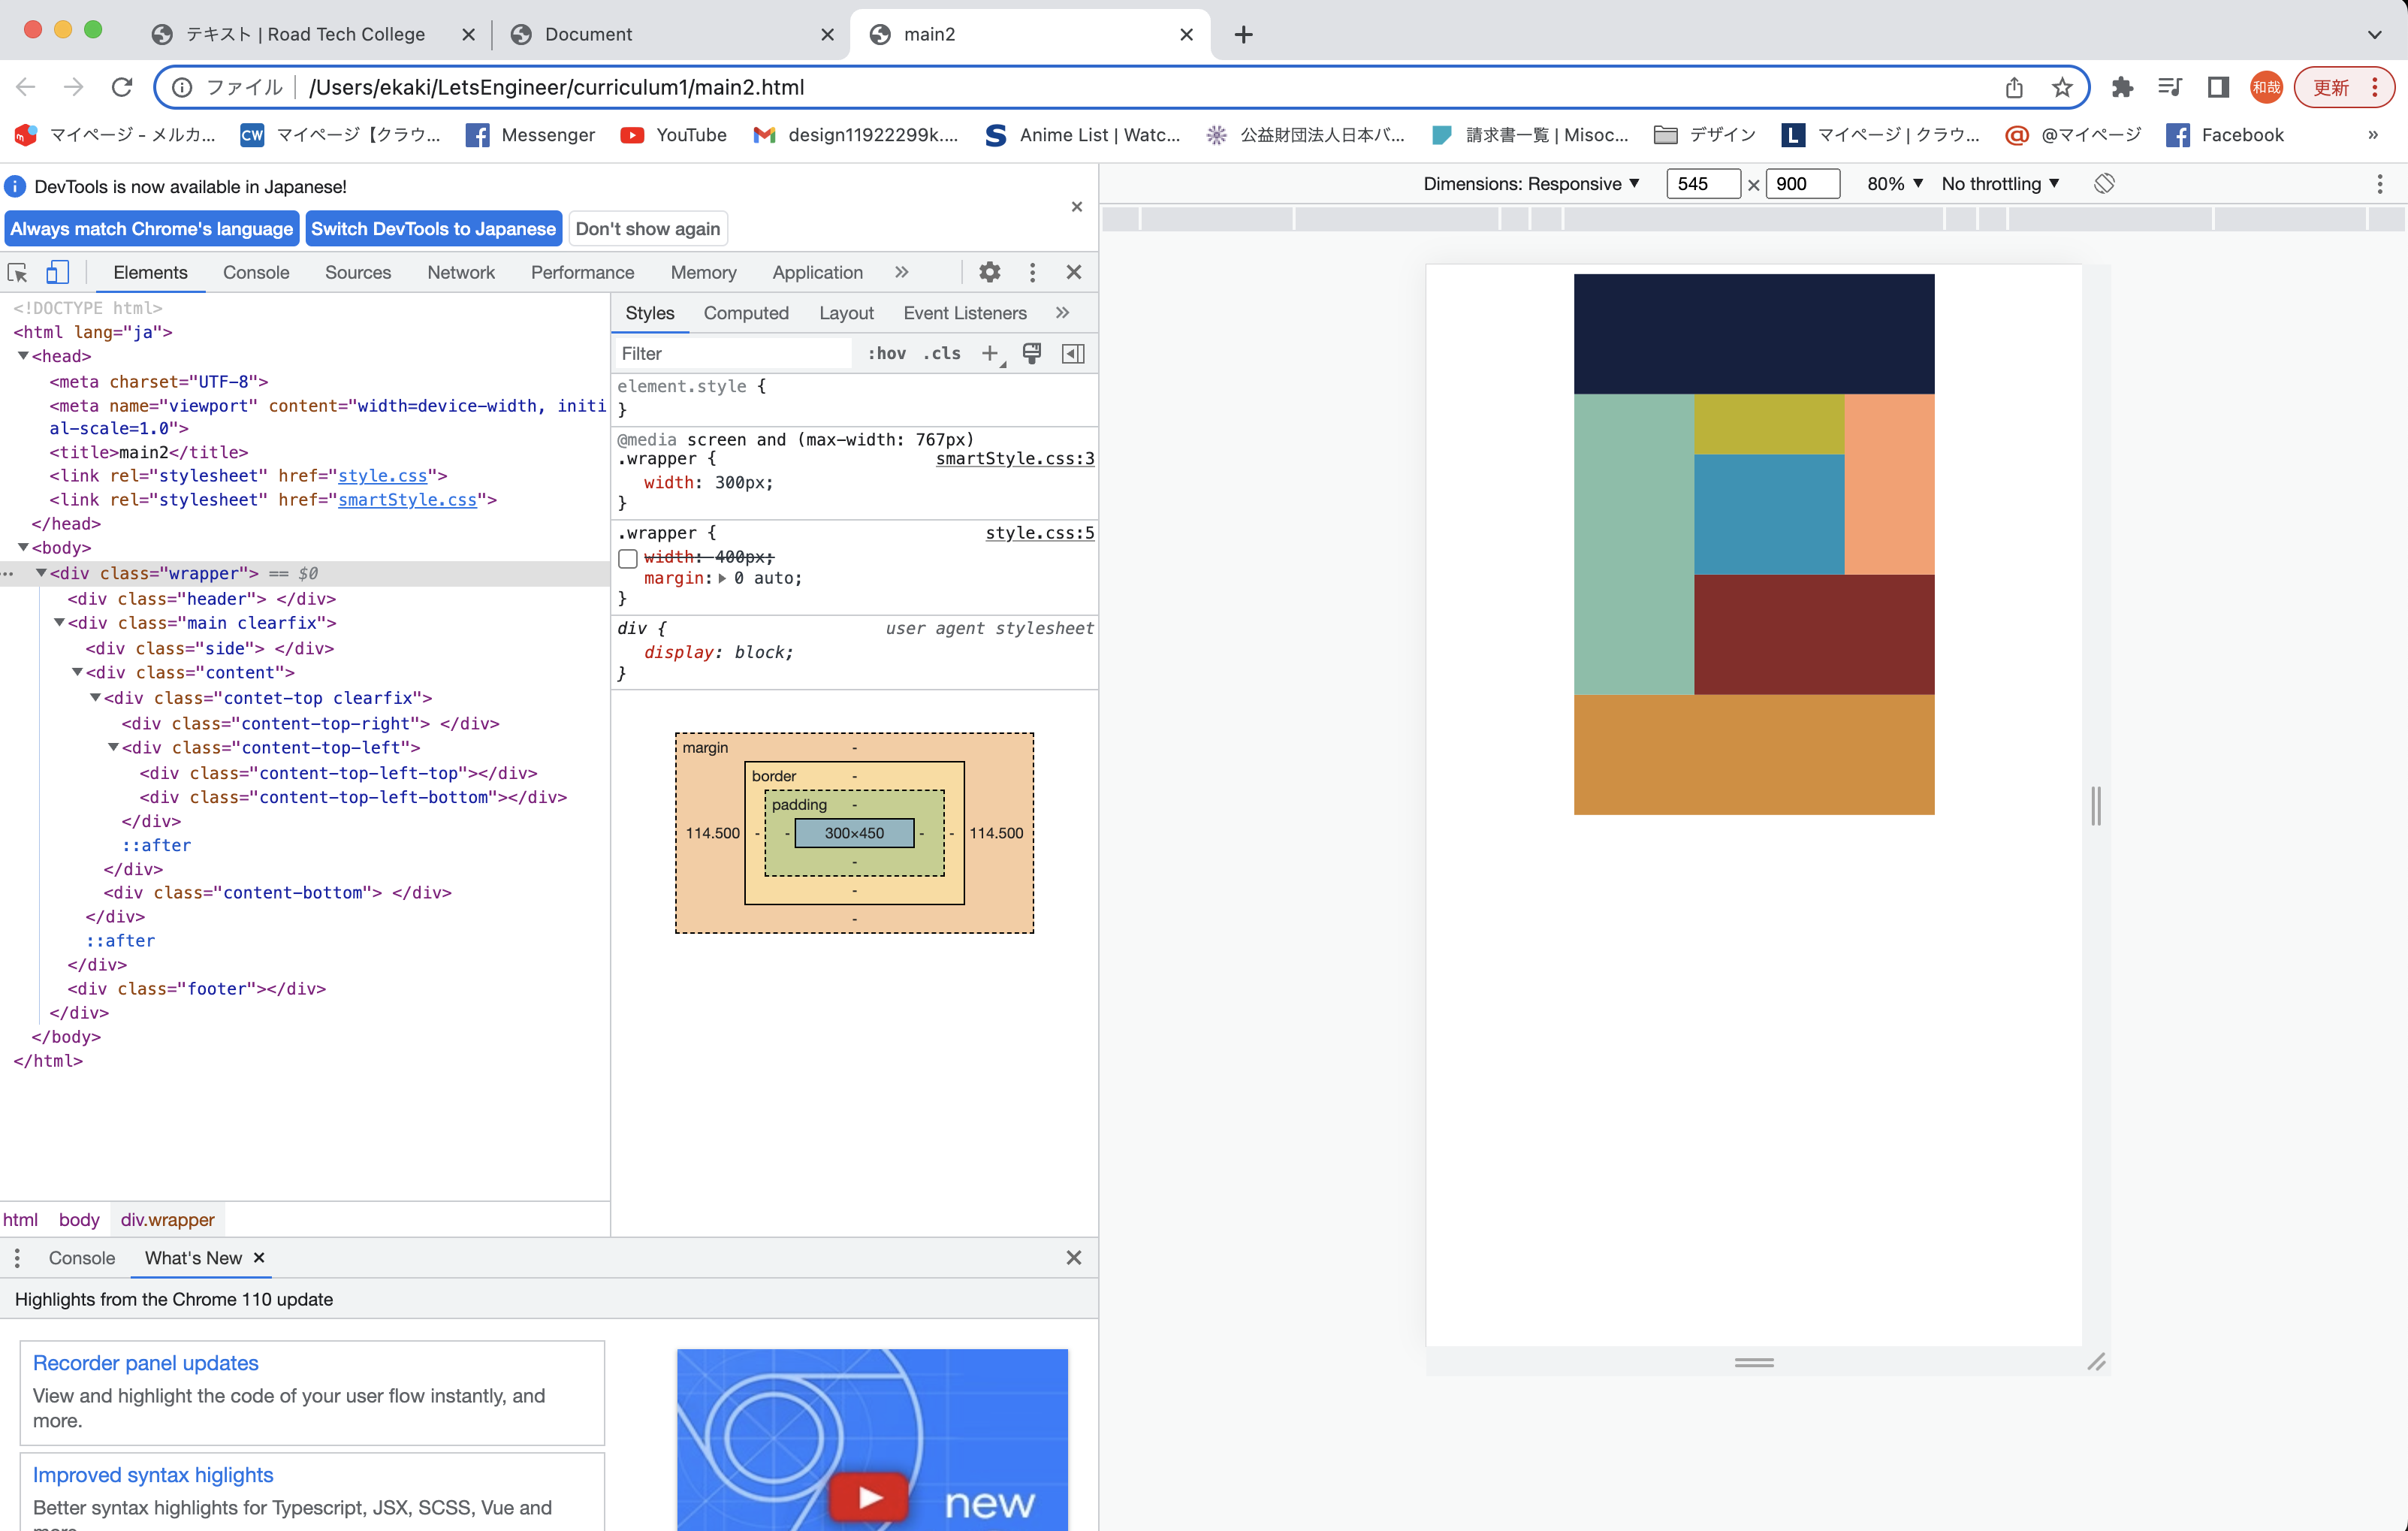 テキスト | Road Tech College
Document
main2
ファイル | /Users/ekaki/LetsEngineer/curriculum1/main2.html
和哉
更新
マイページ - メルカ...
CW マイページ【クラウ...
Messenger
YouTube
design11922299k....
S Anime List | Watc...
公益財団法人日本バ...
請求書一覧 | Misoc...
デザイン
L マイページ | クラウ...
@マイページ
Facebook
»
DevTools is now available in Japanese!
Always match Chrome's language
Switch DevTools to Japanese
Don't show again
Dimensions: Responsive
545 × 900
80%
No throttling
Elements
Console
Sources
Network
Performance
Memory
Application
»
<!DOCTYPE html>
<html lang="ja">
<head>
<meta charset="UTF-8">
<meta name="viewport" content="width=device-width, initi
al-scale=1.0">
<title>main2</title>
<link rel="stylesheet" href="style.css">
<link rel="stylesheet" href="smartStyle.css">
</head>
<body>
<div class="wrapper"> == $0
<div class="header"> </div>
<div class="main clearfix">
<div class="side"> </div>
<div class="content">
<div class="contet-top clearfix">
<div class="content-top-right"> </div>
<div class="content-top-left">
<div class="content-top-left-top"></div>
<div class="content-top-left-bottom"></div>
</div>
::after
</div>
<div class="content-bottom"> </div>
</div>
::after
</div>
<div class="footer"></div>
</div>
</body>
</html>
html body div.wrapper
Styles
Computed
Layout
Event Listeners
»
Filter
:hov .cls
element.style {
}
@media screen and (max-width: 767px)
.wrapper { smartStyle.css:3
width: 300px;
}
.wrapper { style.css:5
width: 400px;
margin: 0 auto;
}
div { user agent stylesheet
display: block;
}
margin -
border -
padding -
114.500 - - 300×450 - - 114.500
-
-
-
Console
What's New
Highlights from the Chrome 110 update
Recorder panel updates
View and highlight the code of your user flow instantly, and
more.
Improved syntax higlights
Better syntax highlights for Typescript, JSX, SCSS, Vue and
new